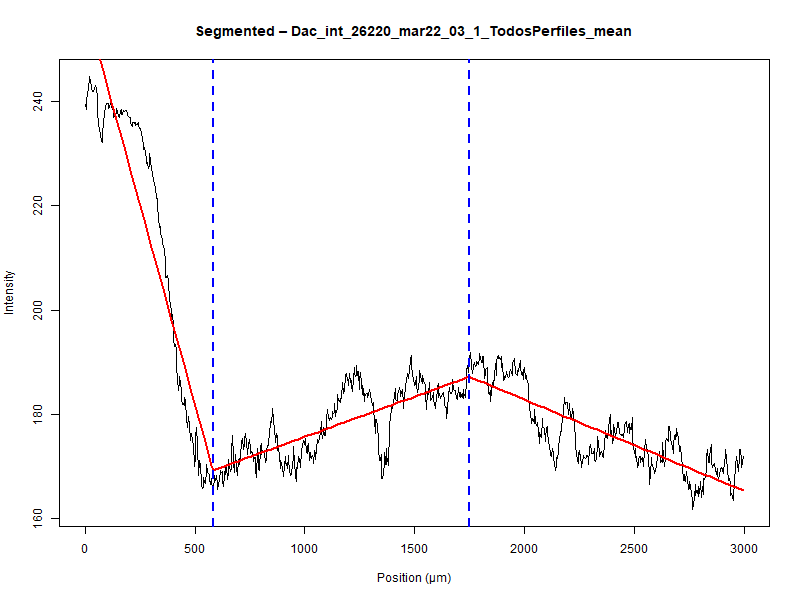 Segmented – Dac_int_26220_mar22_03_1_TodosPerfiles_mean
Intensity
240
220
200
180
160
0 500 1000 1500 2000 2500 3000
Position (µm)